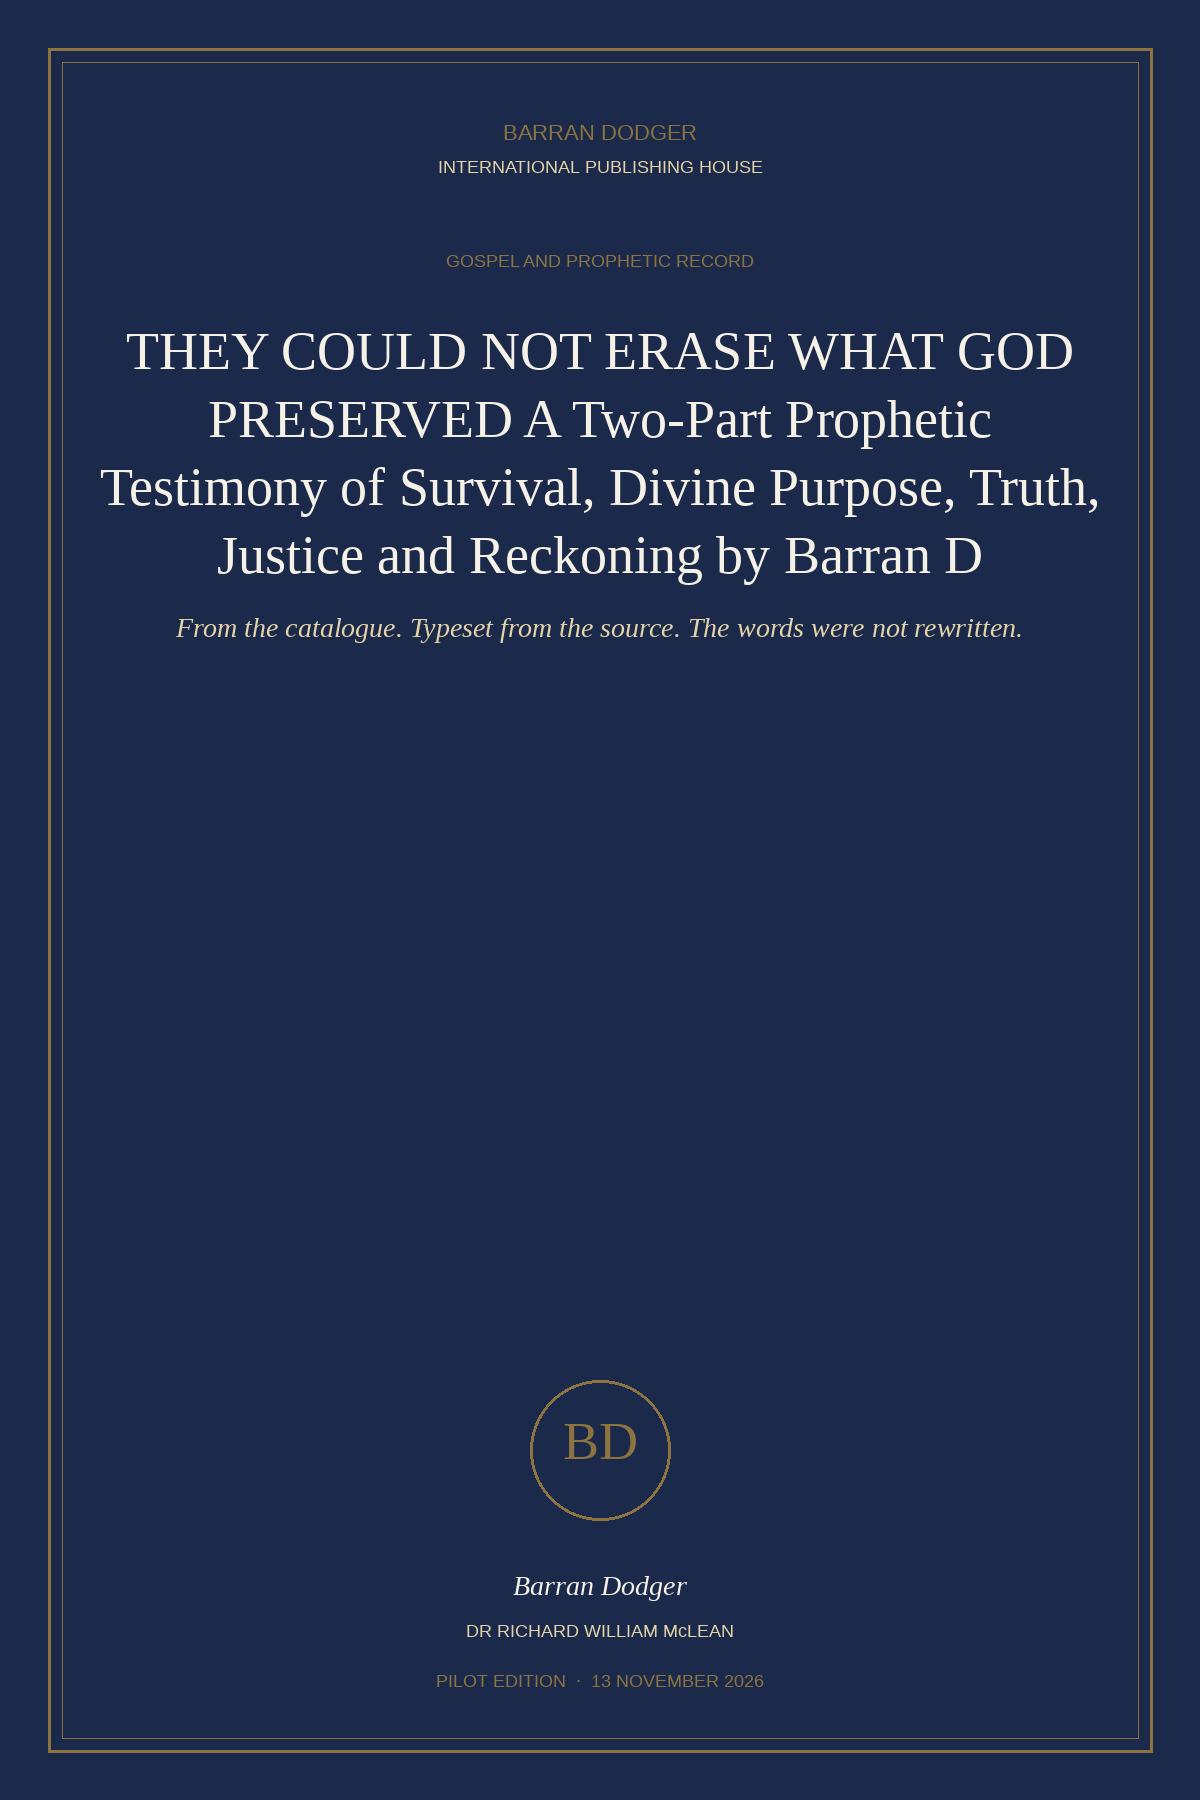 BARRAN DODGER
INTERNATIONAL PUBLISHING HOUSE
GOSPEL AND PROPHETIC RECORD
THEY COULD NOT ERASE WHAT GOD
PRESERVED A Two-Part Prophetic
Testimony of Survival, Divine Purpose, Truth,
Justice and Reckoning by Barran D
From the catalogue. Typeset from the source. The words were not rewritten.
BD
Barran Dodger
DR RICHARD WILLIAM McLEAN
PILOT EDITION · 13 NOVEMBER 2026